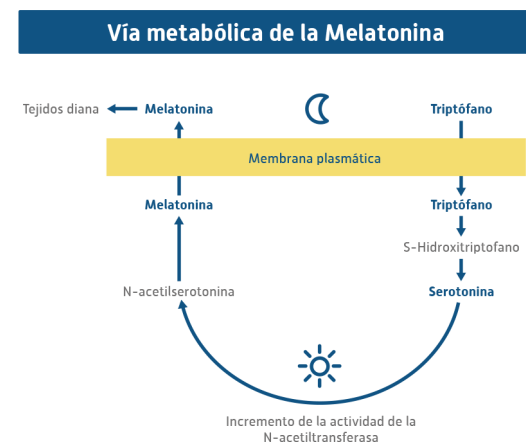 Vía metabólica de la Melatonina
Tejidos diana
Melatonina
Triptófano
Membrana plasmática
Melatonina
Triptófano
S-Hidroxitriptofano
N-acetilserotonina
Serotonina
Incremento de la actividad de la
N-acetiltransferasa